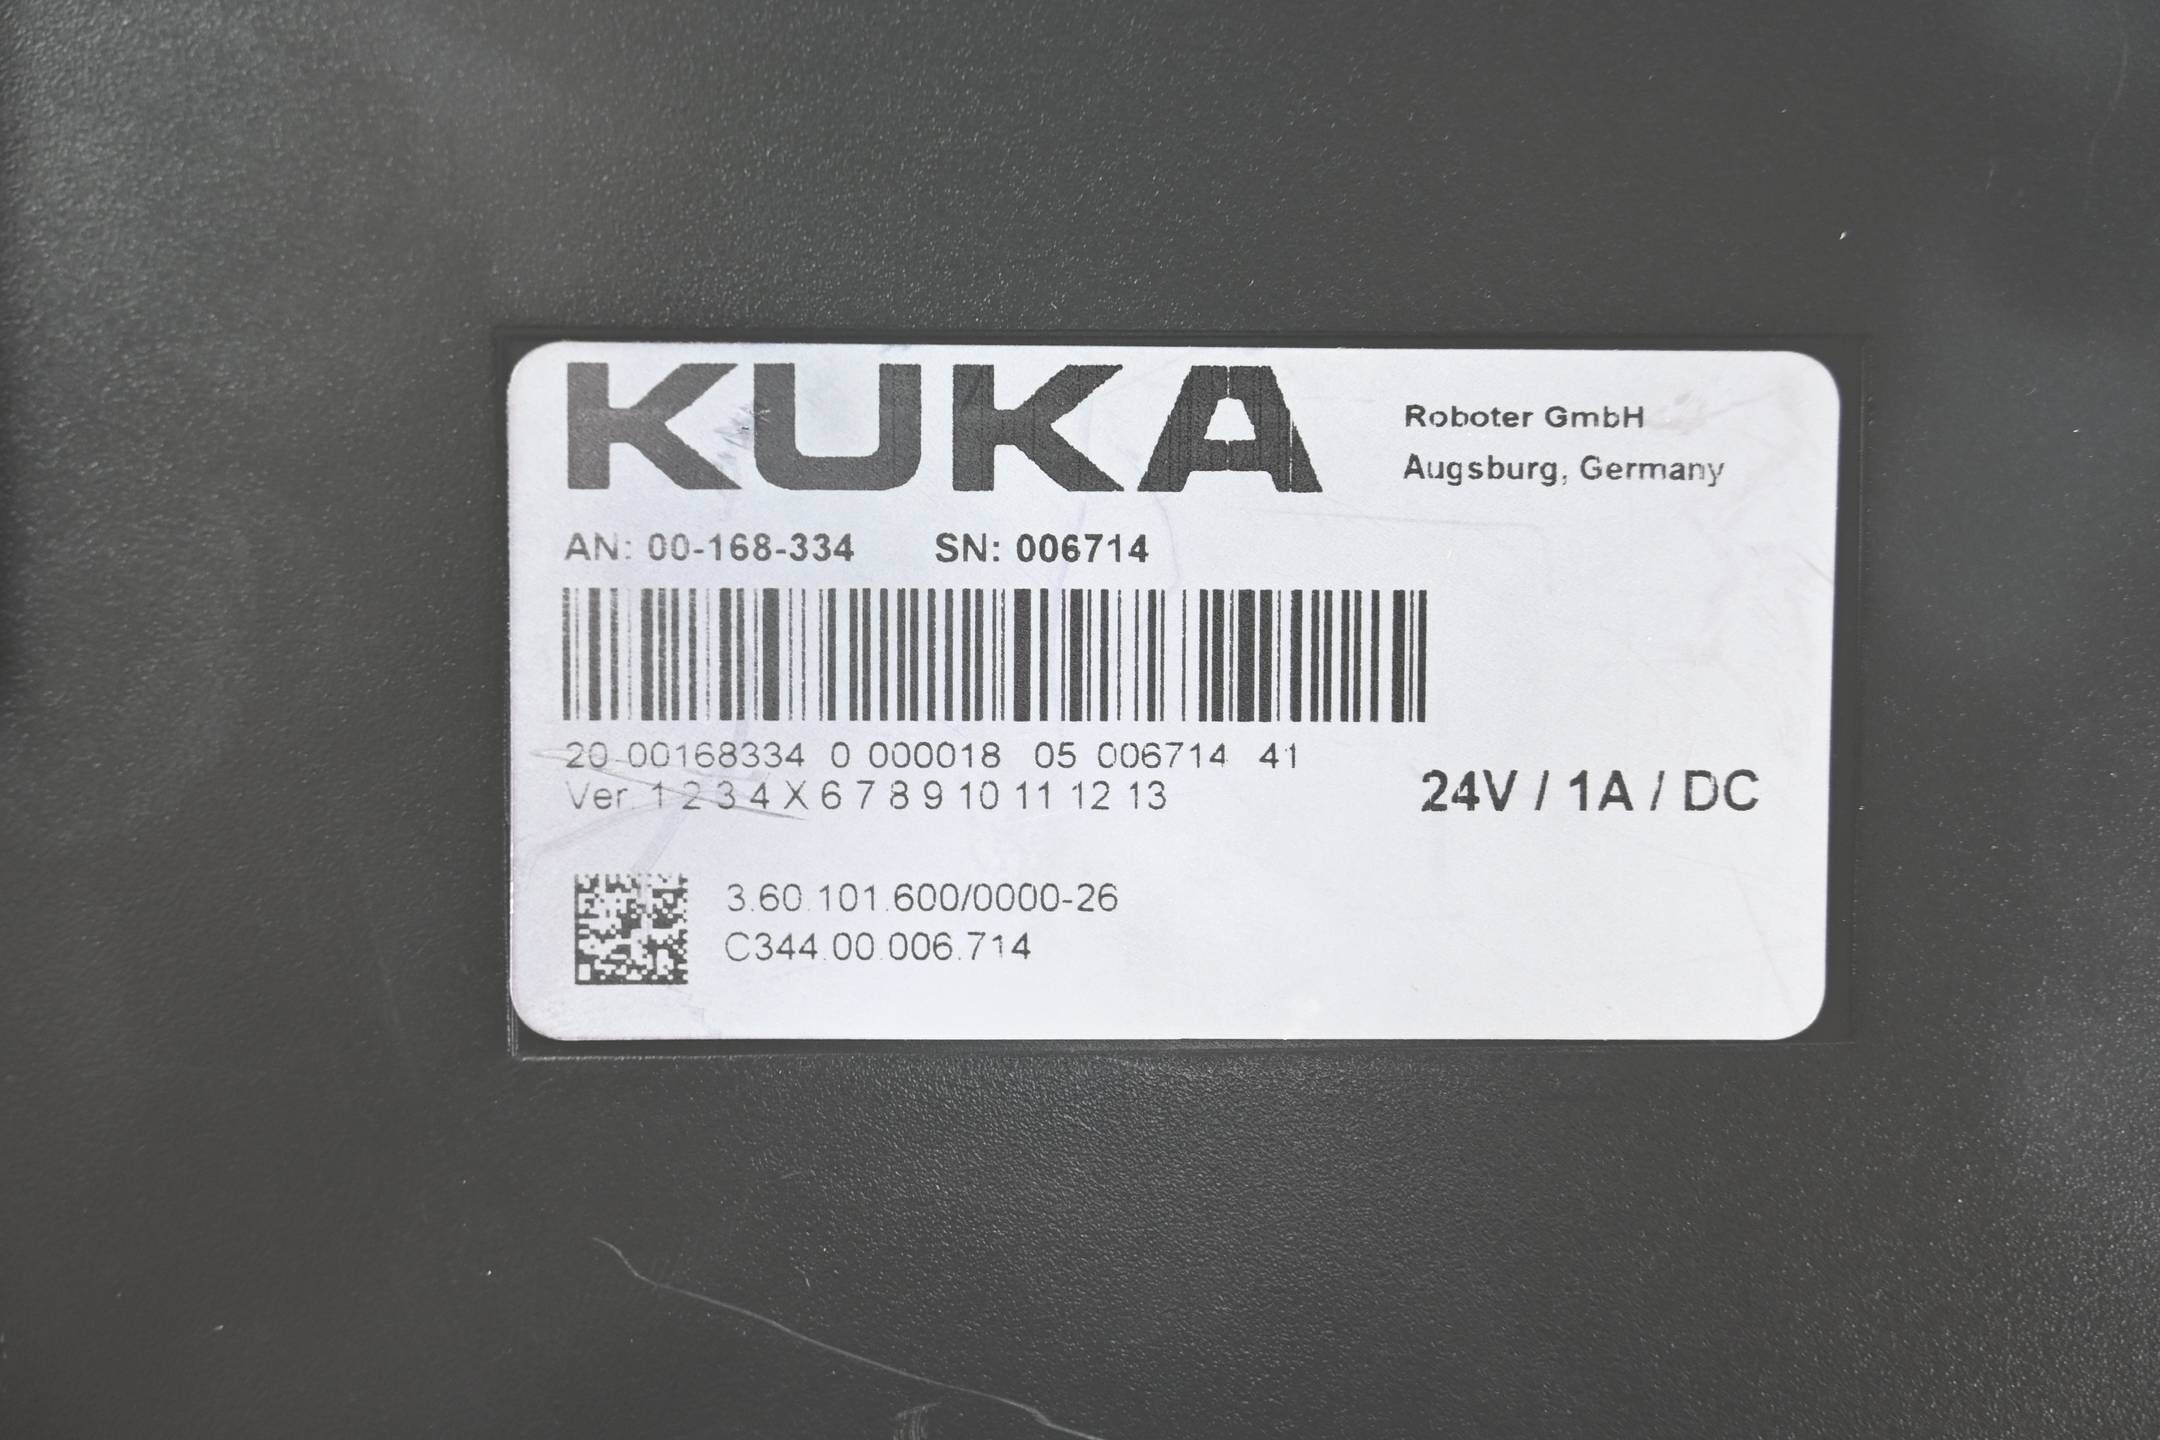 KUKA
Roboter GmbH
Augsburg, Germany
AN: 00-168-334 SN: 006714
20 00168334 0 000018 05 006714 41
Ver. 1 2 3 4 X 6 7 8 9 10 11 12 13
24V / 1A / DC
3.60.101.600/0000-26
C344.00.006.714